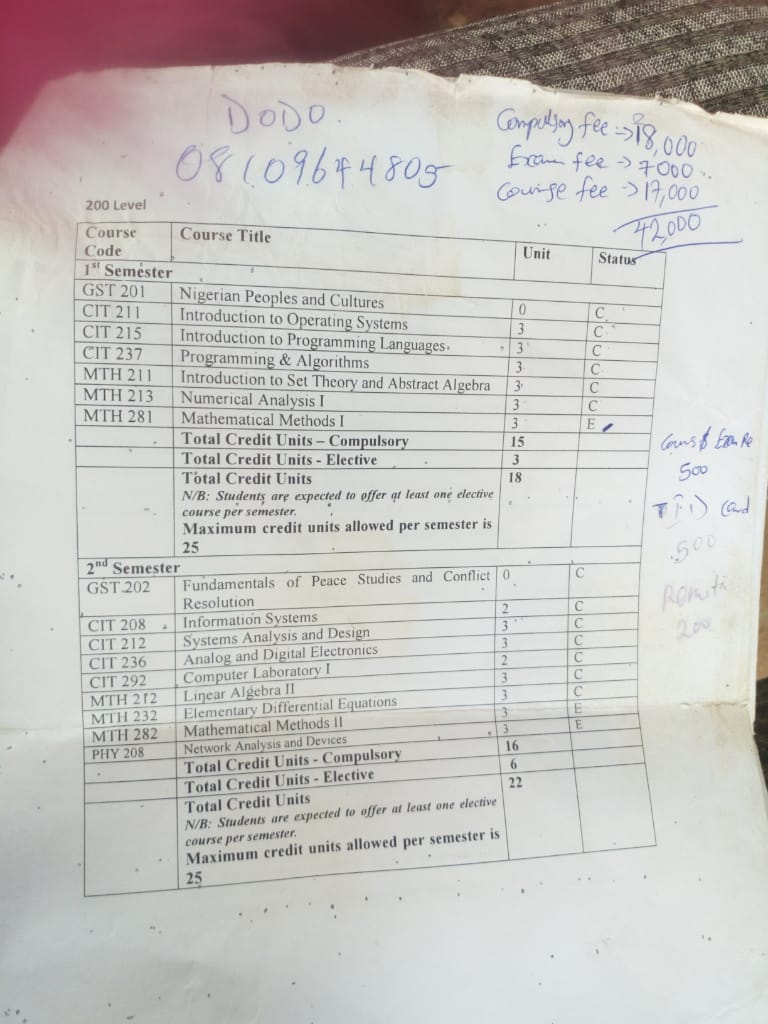 DODO.
08109644805
Compulsory fee -> 18,000
Exam fee -> 7000
Course fee -> 17,000
42,000
200 Level
Course Code Course Title Unit Status
1st Semester
GST 201 Nigerian Peoples and Cultures 0 C
CIT 211 Introduction to Operating Systems 3 C
CIT 215 Introduction to Programming Languages 3 C
CIT 237 Programming & Algorithms 3 C
MTH 211 Introduction to Set Theory and Abstract Algebra 3 C
MTH 213 Numerical Analysis I 3 C
MTH 281 Mathematical Methods I 3 E
Total Credit Units – Compulsory 15
Total Credit Units - Elective 3
Total Credit Units 18
N/B: Students are expected to offer at least one elective
course per semester.
Maximum credit units allowed per semester is
25
2nd Semester
GST 202 Fundamentals of Peace Studies and Conflict 0 C
Resolution
CIT 208 Information Systems 2 C
CIT 212 Systems Analysis and Design 3 C
CIT 236 Analog and Digital Electronics 3 C
CIT 292 Computer Laboratory I 2 C
MTH 212 Linear Algebra II 3 C
MTH 232 Elementary Differential Equations 3 C
MTH 282 Mathematical Methods II 3 E
PHY 208 Network Analysis and Devices 3 E
Total Credit Units - Compulsory 16
Total Credit Units - Elective 6
Total Credit Units 22
N/B: Students are expected to offer at least one elective
course per semester.
Maximum credit units allowed per semester is
25
Exam Re
500
Card
500
200